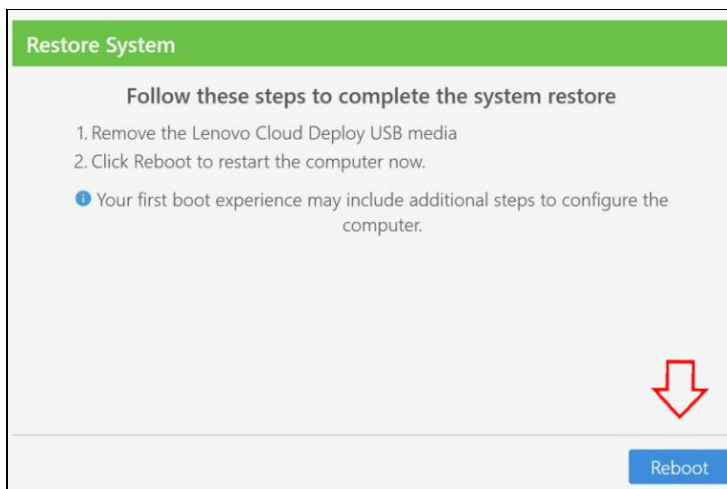 Restore System
Follow these steps to complete the system restore
1. Remove the Lenovo Cloud Deploy USB media
2. Click Reboot to restart the computer now.
Your first boot experience may include additional steps to configure the
computer.
Reboot